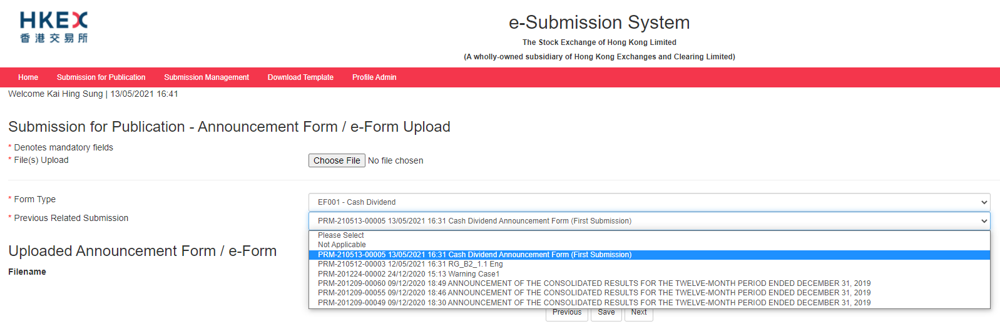 HKEX
香港交易所
e-Submission System
The Stock Exchange of Hong Kong Limited
(A wholly-owned subsidiary of Hong Kong Exchanges and Clearing Limited)
Home Submission for Publication Submission Management Download Template Profile Admin
Welcome Kai Hing Sung | 13/05/2021 16:41
Submission for Publication - Announcement Form / e-Form Upload
* Denotes mandatory fields
* File(s) Upload Choose File No file chosen
* Form Type EF001 - Cash Dividend
* Previous Related Submission PRM-210513-00005 13/05/2021 16:31 Cash Dividend Announcement Form (First Submission)
Please Select
Not Applicable
PRM-210513-00005 13/05/2021 16:31 Cash Dividend Announcement Form (First Submission)
PRM-210512-00003 12/05/2021 16:31 RG_B2_1.1 Eng
PRM-201224-00002 24/12/2020 15:13 Warning Case1
PRM-201209-00060 09/12/2020 18:49 ANNOUNCEMENT OF THE CONSOLIDATED RESULTS FOR THE TWELVE-MONTH PERIOD ENDED DECEMBER 31, 2019
PRM-201209-00055 09/12/2020 18:46 ANNOUNCEMENT OF THE CONSOLIDATED RESULTS FOR THE TWELVE-MONTH PERIOD ENDED DECEMBER 31, 2019
PRM-201209-00049 09/12/2020 18:30 ANNOUNCEMENT OF THE CONSOLIDATED RESULTS FOR THE TWELVE-MONTH PERIOD ENDED DECEMBER 31, 2019
Uploaded Announcement Form / e-Form
Filename
Previous Save Next